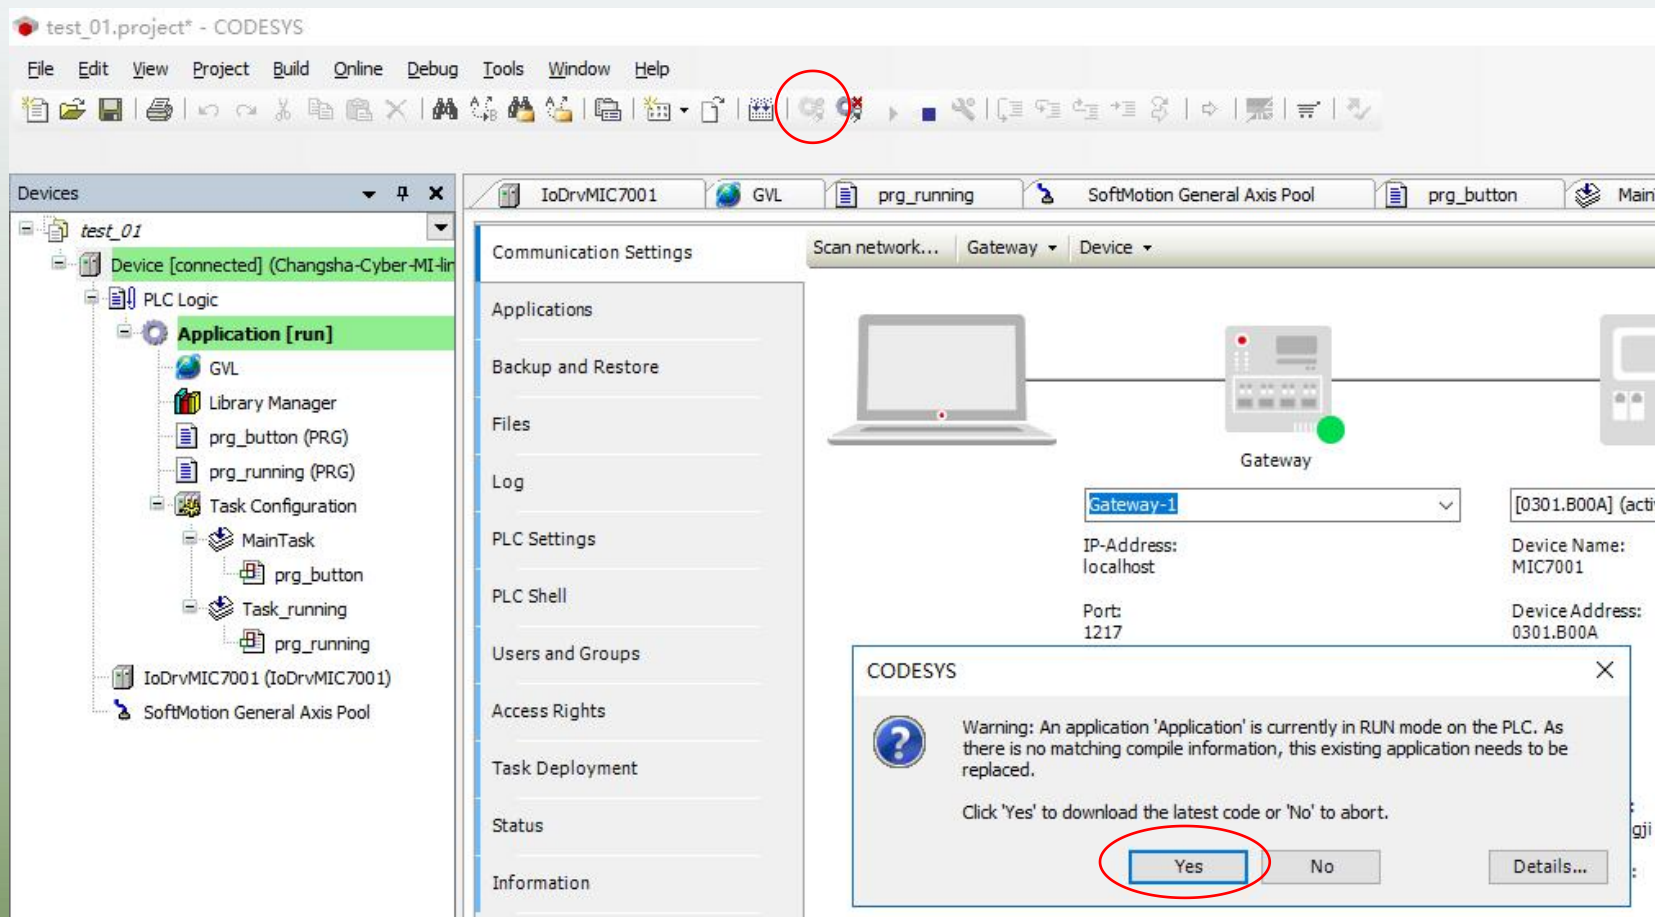 test_01.project* - CODESYS
File Edit View Project Build Online Debug Tools Window Help
Devices
IoDrvMIC7001 GVL prg_running SoftMotion General Axis Pool prg_button
test_01
Device [connected] (Changsha-Cyber-MI-lin
PLC Logic
Application [run]
GVL
Library Manager
prg_button (PRG)
prg_running (PRG)
Task Configuration
MainTask
prg_button
Task_running
prg_running
IoDrvMIC7001 (IoDrvMIC7001)
SoftMotion General Axis Pool
Communication Settings
Applications
Backup and Restore
Files
Log
PLC Settings
PLC Shell
Users and Groups
Access Rights
Task Deployment
Status
Information
Scan network... Gateway Device
Gateway
Gateway-1
IP-Address:
localhost
Port:
1217
[0301.B00A] (acti
Device Name:
MIC7001
Device Address:
0301.B00A
CODESYS
Warning: An application 'Application' is currently in RUN mode on the PLC. As
there is no matching compile information, this existing application needs to be
replaced.
Click 'Yes' to download the latest code or 'No' to abort.
Yes No Details...
gji